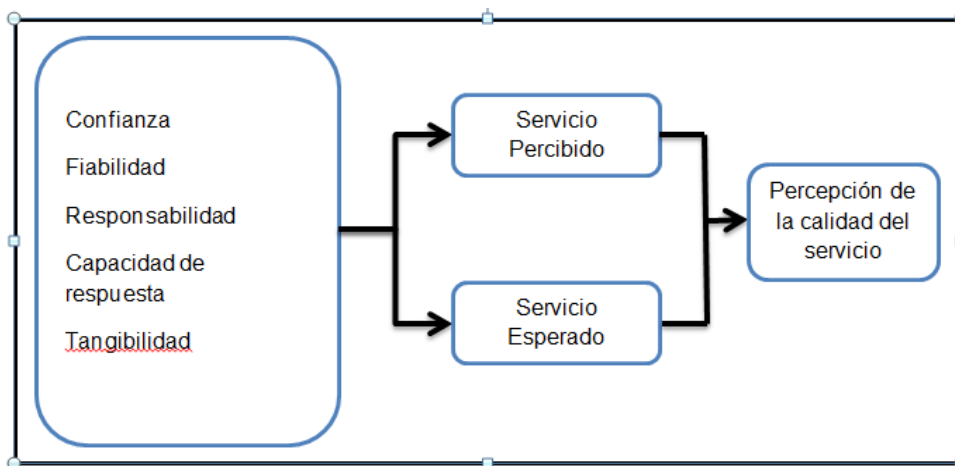 Confianza
Fiabilidad
Responsabilidad
Capacidad de
respuesta
Tangibilidad
Servicio
Percibido
Servicio
Esperado
Percepción de
la calidad del
servicio